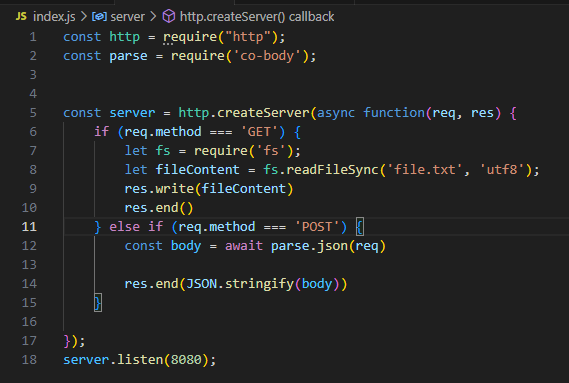 JS index.js > server > http.createServer() callback
1 const http = require("http");
2 const parse = require('co-body');
3
4
5 const server = http.createServer(async function(req, res) {
6     if (req.method === 'GET') {
7         let fs = require('fs');
8         let fileContent = fs.readFileSync('file.txt', 'utf8');
9         res.write(fileContent)
10         res.end()
11     } else if (req.method === 'POST') {
12         const body = await parse.json(req)
13
14         res.end(JSON.stringify(body))
15     }
16
17 });
18 server.listen(8080);